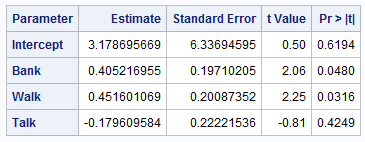 Parameter Estimate Standard Error t Value Pr > |t|
Intercept 3.178695669 6.33694595 0.50 0.6194
Bank 0.405216955 0.19710205 2.06 0.0480
Walk 0.451601069 0.20087352 2.25 0.0316
Talk -0.179609584 0.22221536 -0.81 0.4249